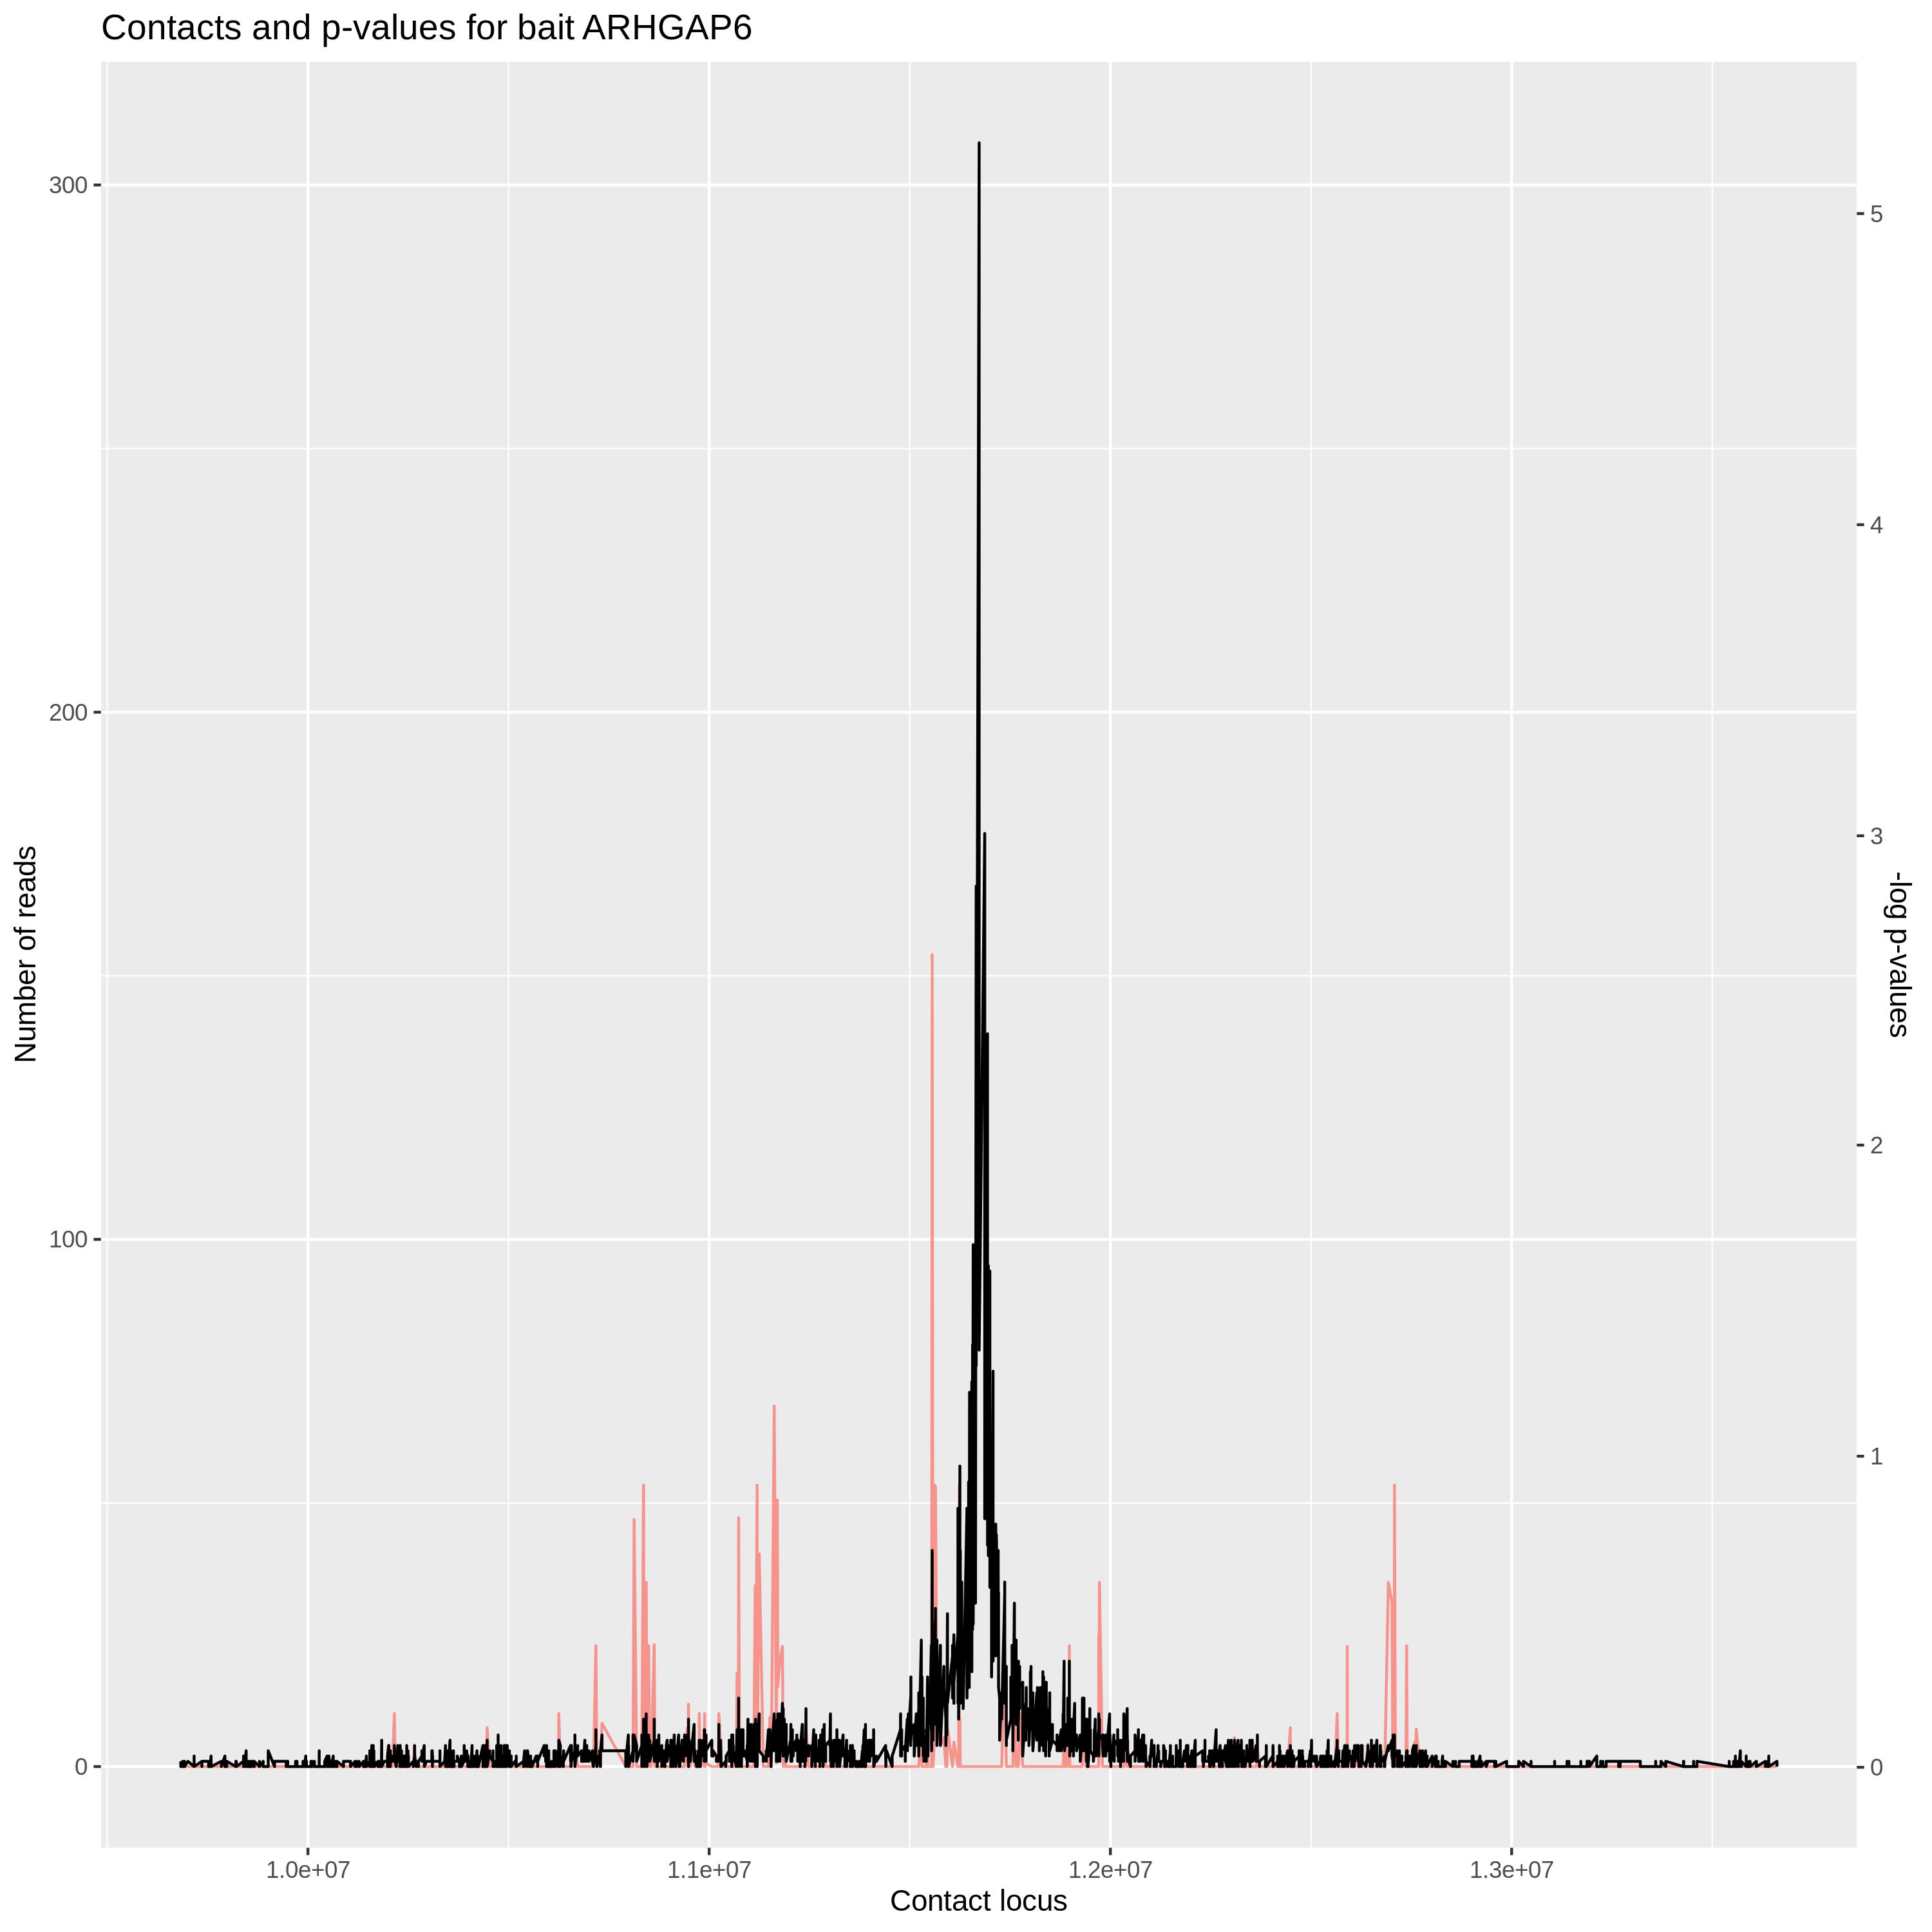 Contacts and p-values for bait ARHGAP6
300
200
100
0
5
4
3
2
1
0
Number of reads
-log p-values
1.0e+07
1.1e+07
1.2e+07
1.3e+07
Contact locus